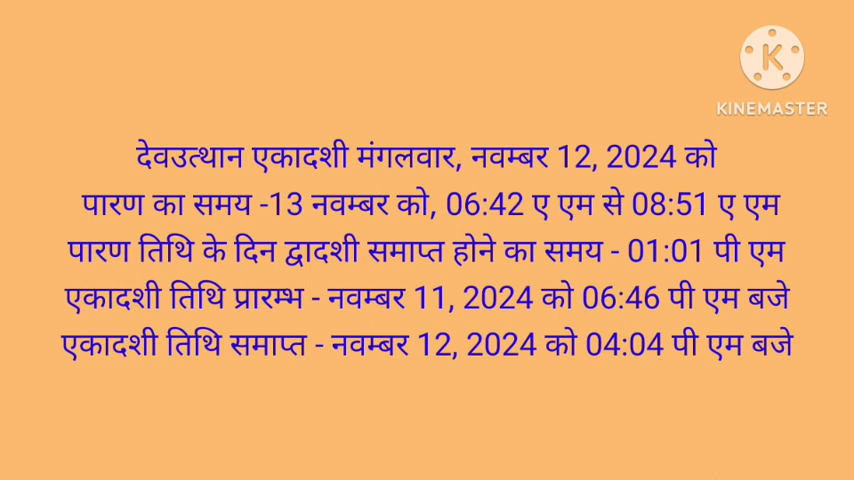 KINEMASTER
देवउत्थान एकादशी मंगलवार, नवम्बर 12, 2024 को
पारण का समय -13 नवम्बर को, 06:42 ए एम से 08:51 ए एम
पारण तिथि के दिन द्वादशी समाप्त होने का समय - 01:01 पी एम
एकादशी तिथि प्रारम्भ - नवम्बर 11, 2024 को 06:46 पी एम बजे
एकादशी तिथि समाप्त - नवम्बर 12, 2024 को 04:04 पी एम बजे